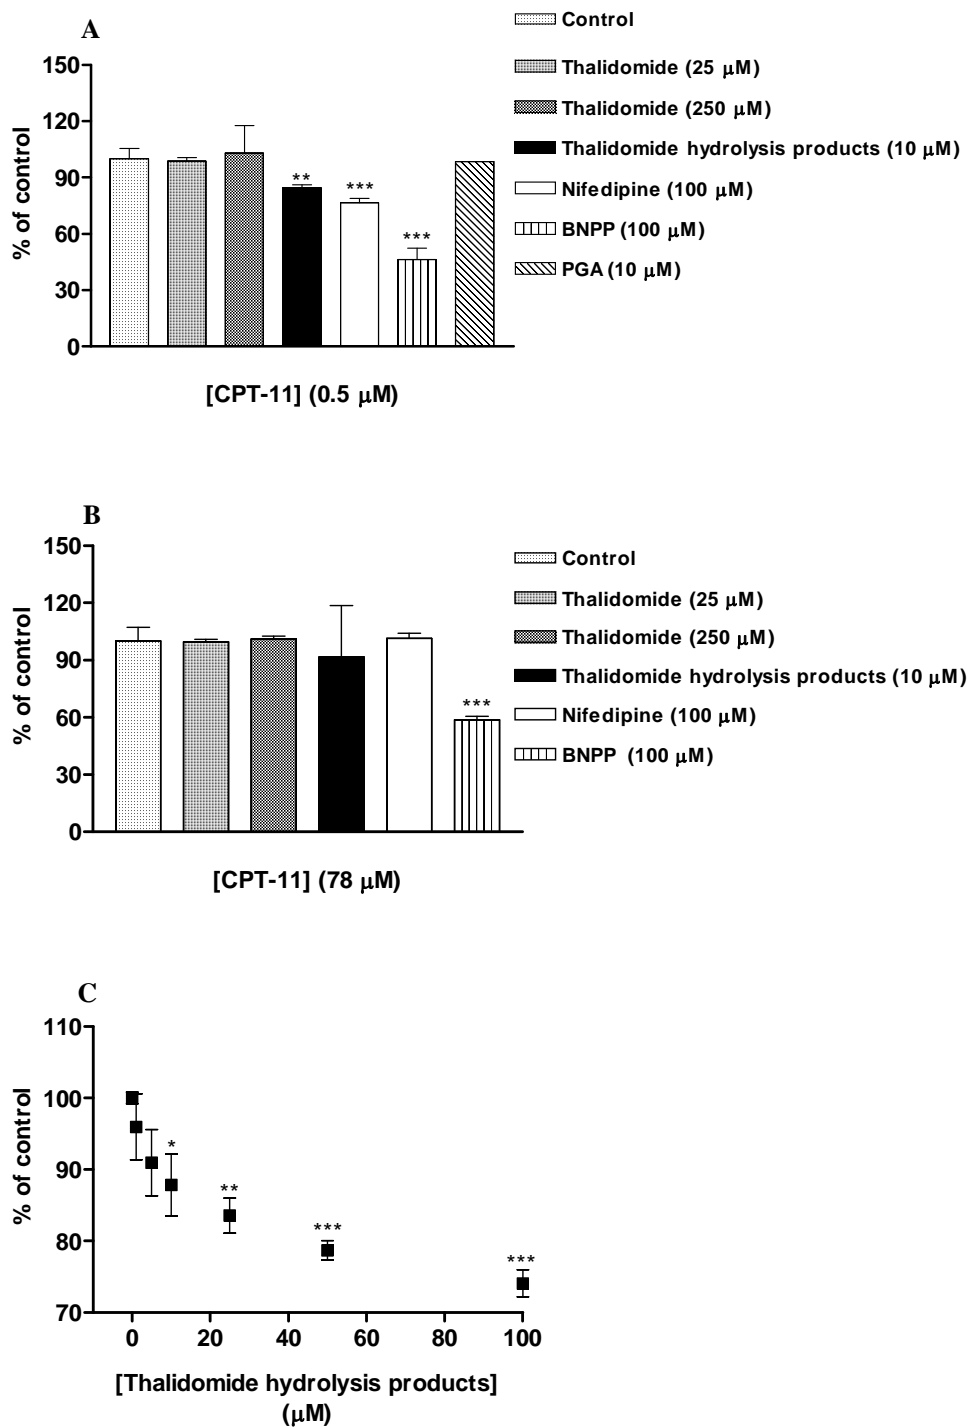 A
150
120
90
60
30
0
% of control
**
***
***
[CPT-11] (0.5 μM)
Control
Thalidomide (25 μM)
Thalidomide (250 μM)
Thalidomide hydrolysis products (10 μM)
Nifedipine (100 μM)
BNPP (100 μM)
PGA (10 μM)
B
150
120
90
60
30
0
% of control
***
[CPT-11] (78 μM)
Control
Thalidomide (25 μM)
Thalidomide (250 μM)
Thalidomide hydrolysis products (10 μM)
Nifedipine (100 μM)
BNPP (100 μM)
C
110
100
90
80
70
% of control
*
**
***
***
0 20 40 60 80 100
[Thalidomide hydrolysis products]
(μM)